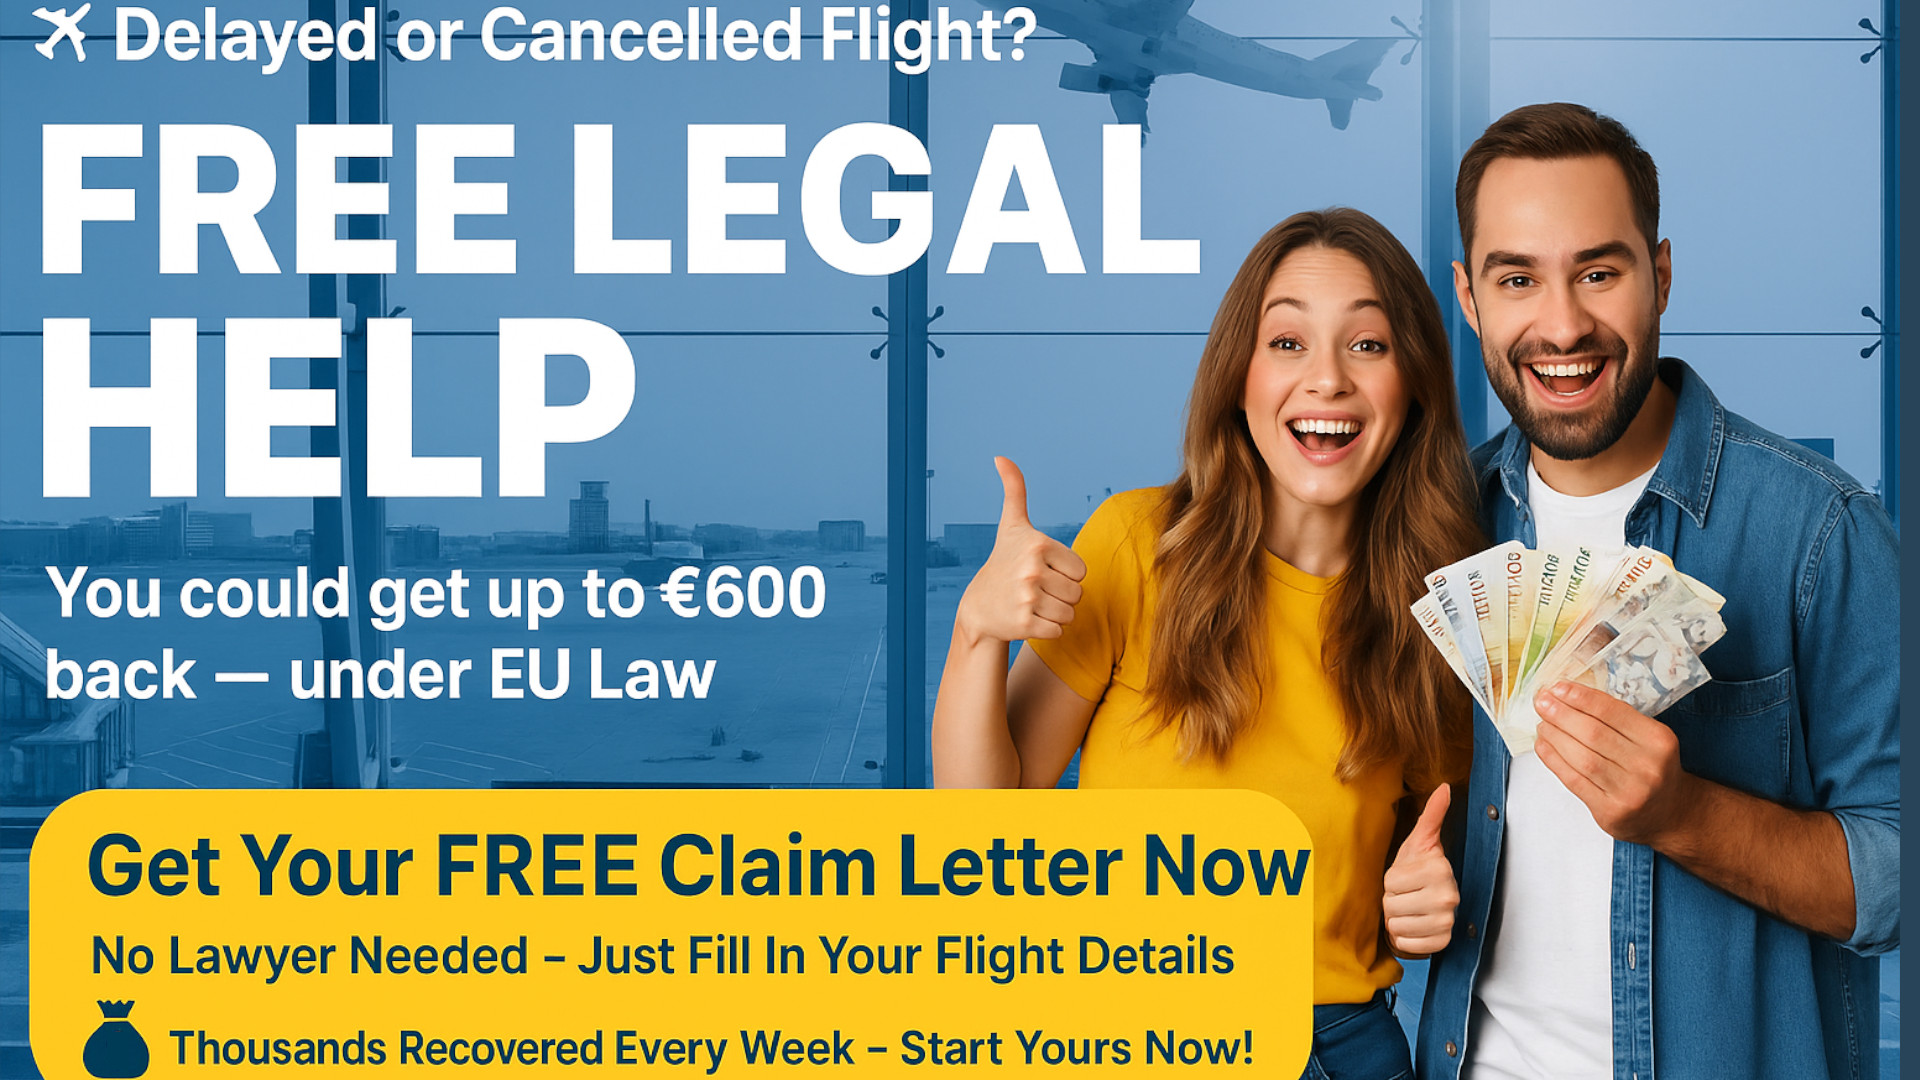 Delayed or Cancelled Flight?
FREE LEGAL
HELP
You could get up to €600
back — under EU Law
Get Your FREE Claim Letter Now
No Lawyer Needed – Just Fill In Your Flight Details
Thousands Recovered Every Week – Start Yours Now!